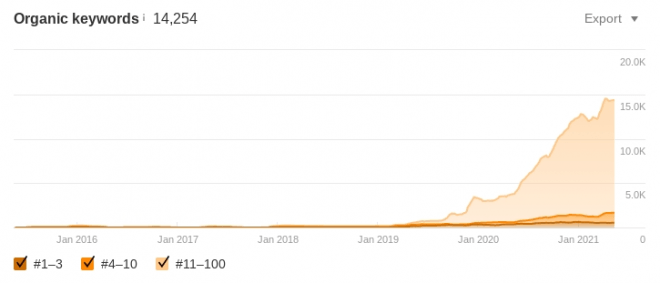 Organic keywords i 14,254
Export ▼
20.0K
15.0K
10.0K
5.0K
Jan 2016 Jan 2017 Jan 2018 Jan 2019 Jan 2020 Jan 2021 0
#1–3 #4–10 #11–100